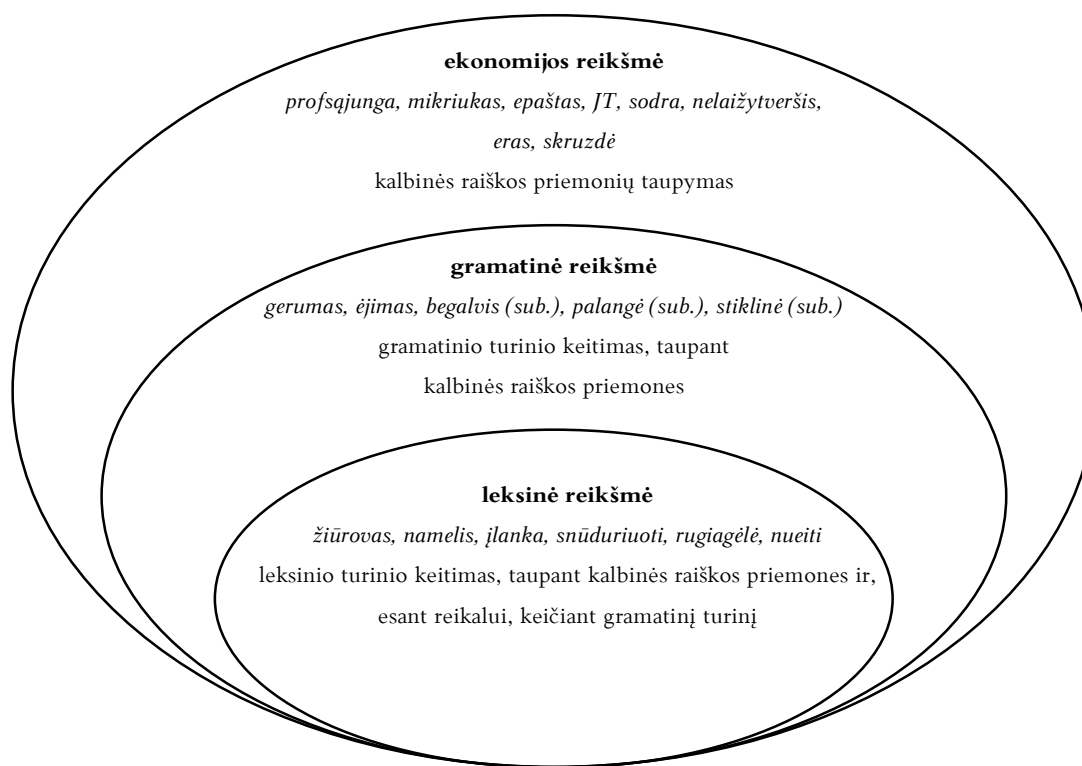 ekonomijos reikšmė
profsąjunga, mikriukas, epaštas, JT, sodra, nelaižytveršis,
eras, skruzdė
kalbinės raiškos priemonių taupymas
gramatinė reikšmė
gerumas, ėjimas, begalvis (sub.), palangė (sub.), stiklinė (sub.)
gramatinio turinio keitimas, taupant
kalbinės raiškos priemones
leksinė reikšmė
žiūrovas, namelis, įlanka, snūduriuoti, rugiagėlė, nueiti
leksinio turinio keitimas, taupant kalbinės raiškos priemones ir,
esant reikalui, keičiant gramatinį turinį